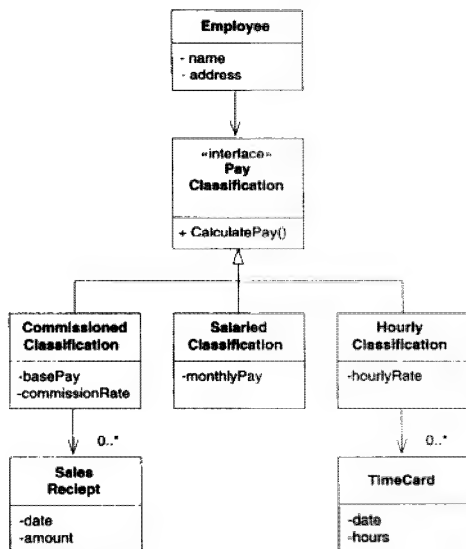 Employee
- name
- address
«interface»
Pay
Classification
+ CalculatePay()
Commissioned
Classification
-basePay
-commissionRate
Salaried
Classification
-monthlyPay
Hourly
Classification
-hourlyRate
0..*
0..*
Sales
Reciept
-date
-amount
TimeCard
-date
-hours